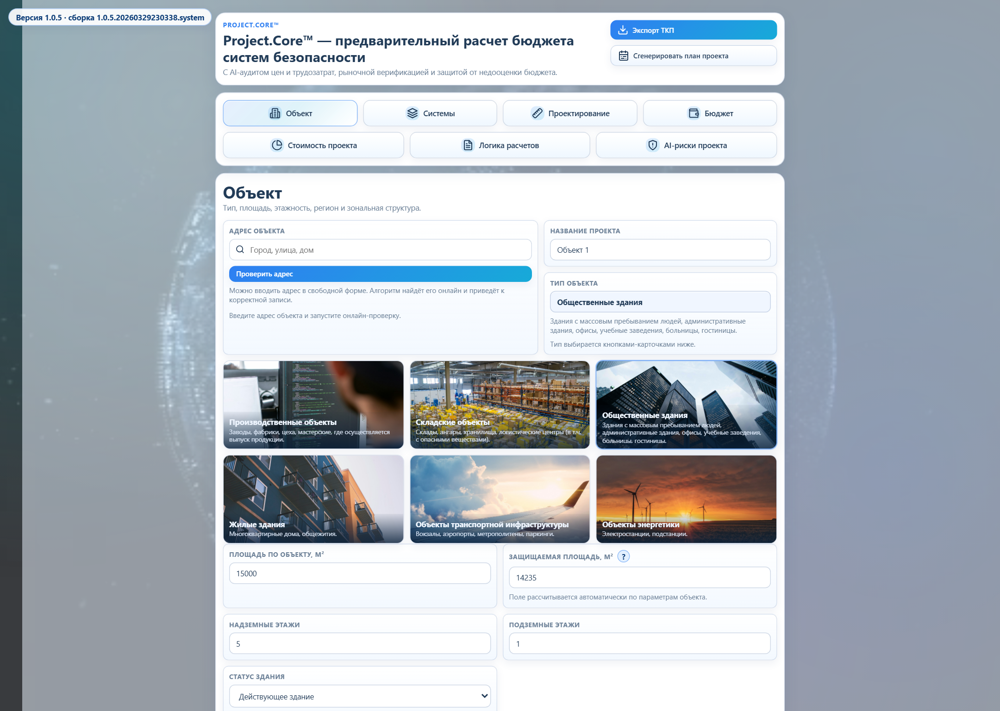 Версия 1.0.5 · сборка 1.0.5.20260329230338.system
PROJECT.CORE™
Project.Core™ — предварительный расчет бюджета
систем безопасности
С AI-аудитом цен и трудозатрат, рыночной верификацией и защитой от недооценки бюджета.
Экспорт ТКП
Сгенерировать план проекта
Объект
Системы
Проектирование
Бюджет
Стоимость проекта
Логика расчетов
AI-риски проекта
Объект
Тип, площадь, этажность, регион и зональная структура.
АДРЕС ОБЪЕКТА
Город, улица, дом
Проверить адрес
Можно вводить адрес в свободной форме. Алгоритм найдёт его онлайн и приведёт к
корректной записи.
Введите адрес объекта и запустите онлайн-проверку.
НАЗВАНИЕ ПРОЕКТА
Объект 1
ТИП ОБЪЕКТА
Общественные здания
Здания с массовым пребыванием людей, административные
здания, офисы, учебные заведения, больницы, гостиницы.
Тип выбирается кнопками-карточками ниже.
Производственные объекты
Заводы, фабрики, цеха, мастерские, где осуществляется
выпуск продукции.
Складские объекты
Склады, ангары, хранилища, логистические центры (в т.ч.
с опасными веществами).
Общественные здания
Здания с массовым пребыванием людей,
административные здания, офисы, учебные заведения,
больницы, гостиницы.
Жилые здания
Многоквартирные дома, общежития.
Объекты транспортной инфраструктуры
Вокзалы, аэропорты, метрополитены, паркинги.
Объекты энергетики
Электростанции, подстанции.
ПЛОЩАДЬ ПО ОБЪЕКТУ, М²
15000
ЗАЩИЩАЕМАЯ ПЛОЩАДЬ, М² ?
14235
Поле рассчитывается автоматически по параметрам объекта.
НАДЗЕМНЫЕ ЭТАЖИ
5
ПОДЗЕМНЫЕ ЭТАЖИ
1
СТАТУС ЗДАНИЯ
Действующее здание